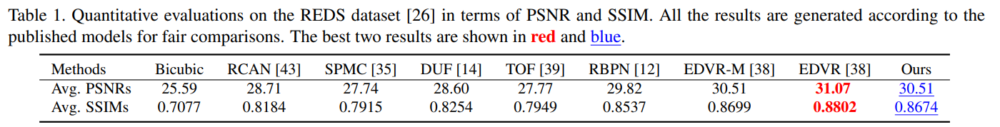 Table 1. Quantitative evaluations on the REDS dataset [26] in terms of PSNR and SSIM. All the results are generated according to the
published models for fair comparisons. The best two results are shown in red and blue.
Methods Bicubic RCAN [43] SPMC [35] DUF [14] TOF [39] RBPN [12] EDVR-M [38] EDVR [38] Ours
Avg. PSNRs 25.59 28.71 27.74 28.60 27.77 29.82 30.51 31.07 30.51
Avg. SSIMs 0.7077 0.8184 0.7915 0.8254 0.7949 0.8537 0.8699 0.8802 0.8674